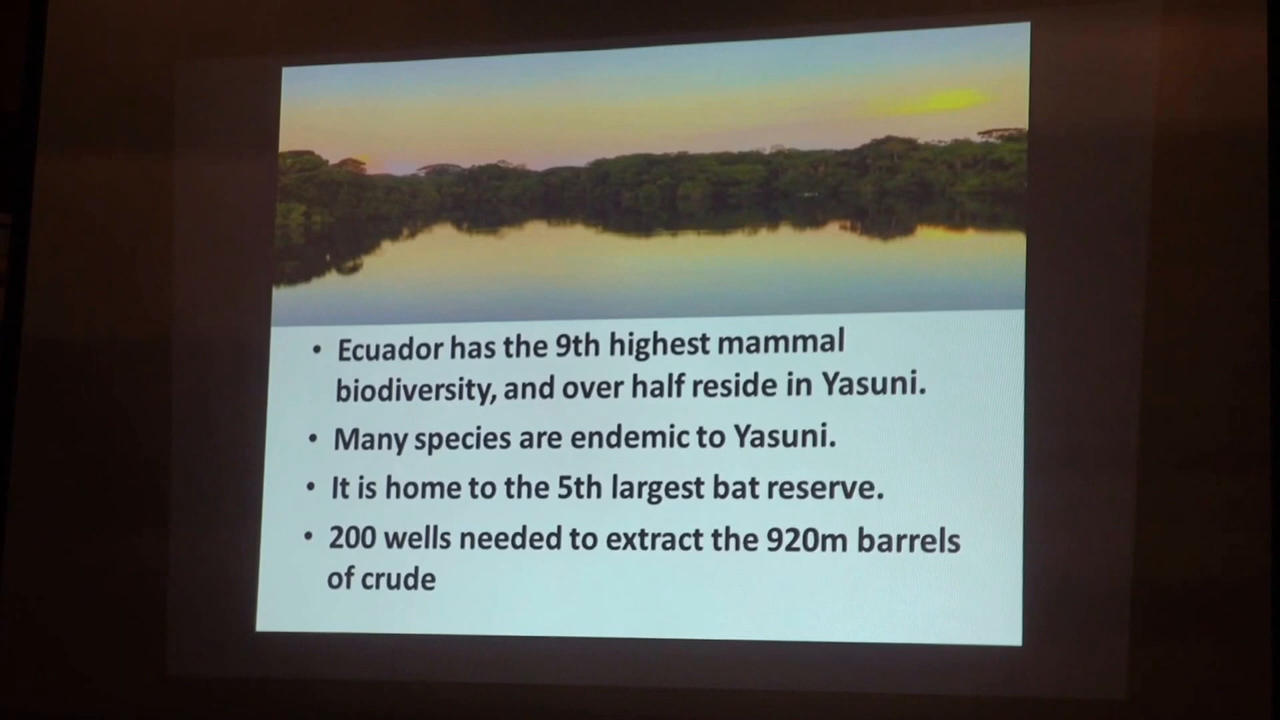 • Ecuador has the 9th highest mammal
biodiversity, and over half reside in Yasuni.
• Many species are endemic to Yasuni.
• It is home to the 5th largest bat reserve.
• 200 wells needed to extract the 920m barrels
of crude